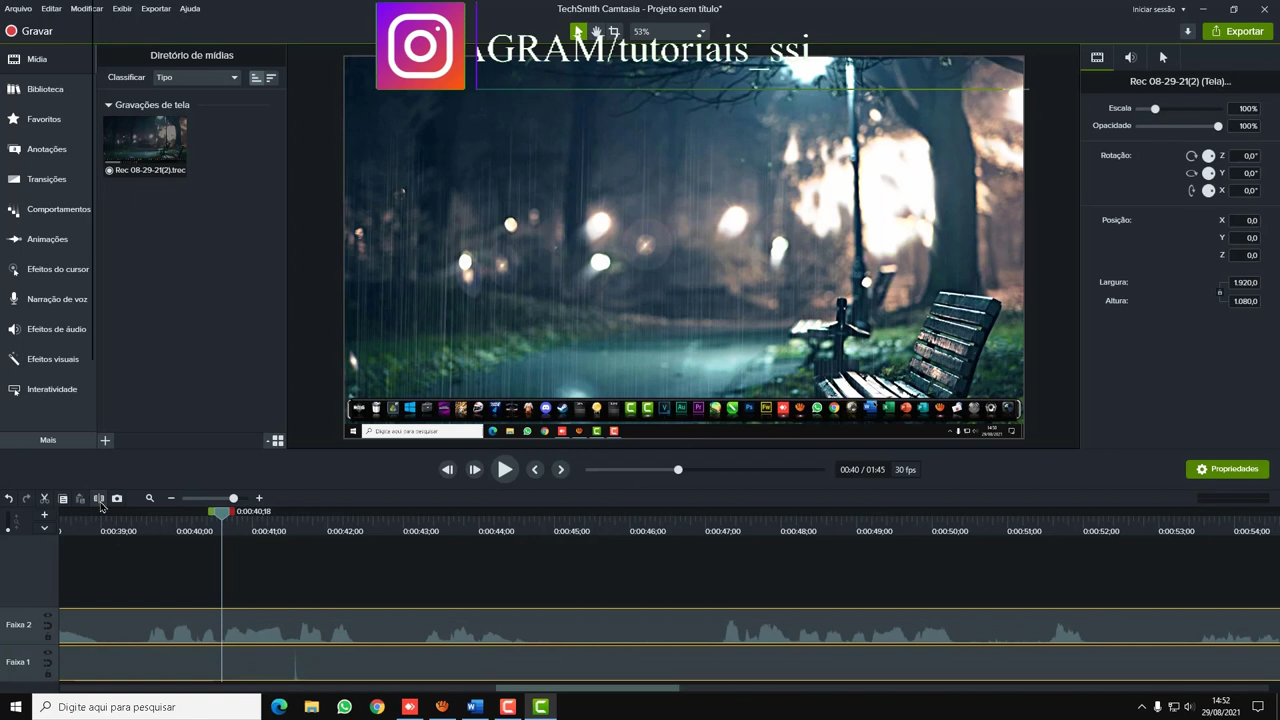 Arquivo Editar Modificar Exibir Exportar Ajuda
TechSmith Camtasia - Projeto sem título*
Iniciar sessão
Gravar
53%
Exportar
AGRAM/tutoriais_ssi
Mídia
Biblioteca
Favoritos
Anotações
Transições
Comportamentos
Animações
Efeitos do cursor
Narração de voz
Efeitos de áudio
Efeitos visuais
Interatividade
Mais
Diretório de mídias
Classificar Tipo
Gravações de tela
Rec 08-29-21(2).trec
Rec 08-29-21(2) (Tela)...
Escala 100%
Opacidade 100%
Rotação: Z 0,0°
Y 0,0°
X 0,0°
Posição: X 0,0
Y 0,0
Z 0,0
Largura: 1.920,0
Altura: 1.080,0
Digite aqui para pesquisar
29/08/2021
00:40 / 01:45 30 fps
Propriedades
0:00:40;18
0:00:39;00 0:00:40;00 0:00:41;00 0:00:42;00 0:00:43;00 0:00:44;00 0:00:45;00 0:00:46;00 0:00:47;00 0:00:48;00 0:00:49;00 0:00:50;00 0:00:51;00 0:00:52;00 0:00:53;00 0:00:54;00
Faixa 2
Faixa 1
Digite aqui para pesquisar
14:52
29/08/2021